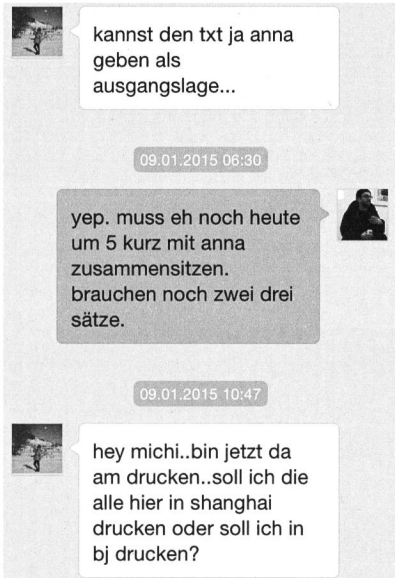 kannst den txt ja anna
geben als
ausgangslage...
09.01.2015 06:30
yep. muss eh noch heute
um 5 kurz mit anna
zusammensitzen.
brauchen noch zwei drei
sätze.
09.01.2015 10:47
hey michi..bin jetzt da
am drucken..soll ich die
alle hier in shanghai
drucken oder soll ich in
bj drucken?